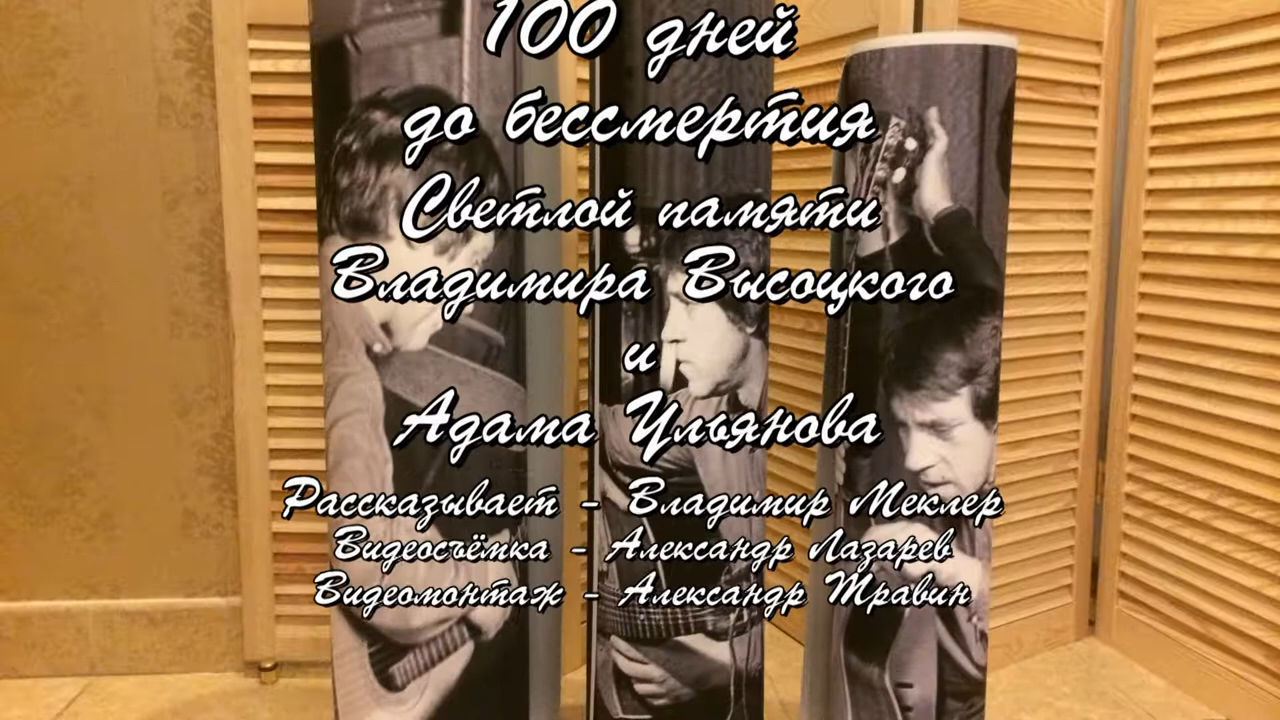 100 дней
до бессмертия
Светлой памяти
Владимира Высоцкого
и
Адама Ульянова
Рассказывает - Владимир Меклер
Видеосъёмка - Александр Лазарев
Видеомонтаж - Александр Травин